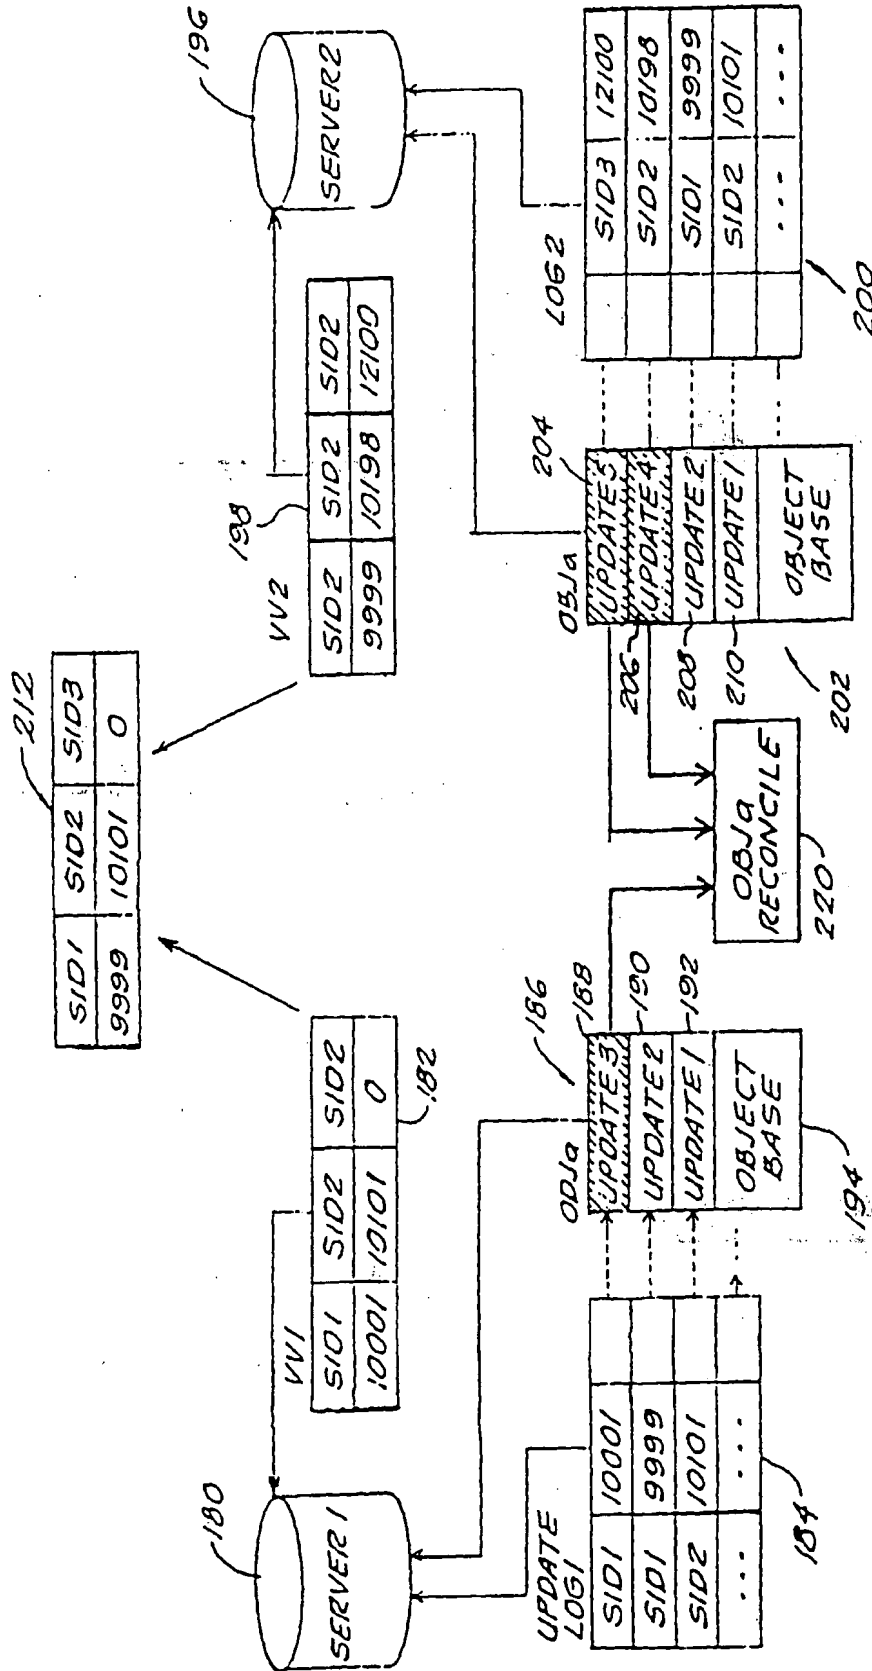 212
SID1 SID2 SID3
9999 10101 0
180
SERVER 1
VV1
SID1 SID2 SID2
10001 10101 0
182
198
VV2
SID2 SID2 SID2
9999 10198 12100
196
SERVER2
UPDATE
LOG1
SID1 10001
SID1 9999
SID2 10101
... ...
184
ODJa
186
UPDATE3
188
UPDATE2
190
UPDATE1
192
OBJECT
BASE
194
OBJa
RECONCILE
220
OBJa
204
UPDATE5
206
UPDATE4
208
UPDATE2
210
UPDATE1
OBJECT
BASE
202
LOG2
SID3 12100
SID2 10198
SID1 9999
SID2 10101
... ...
200